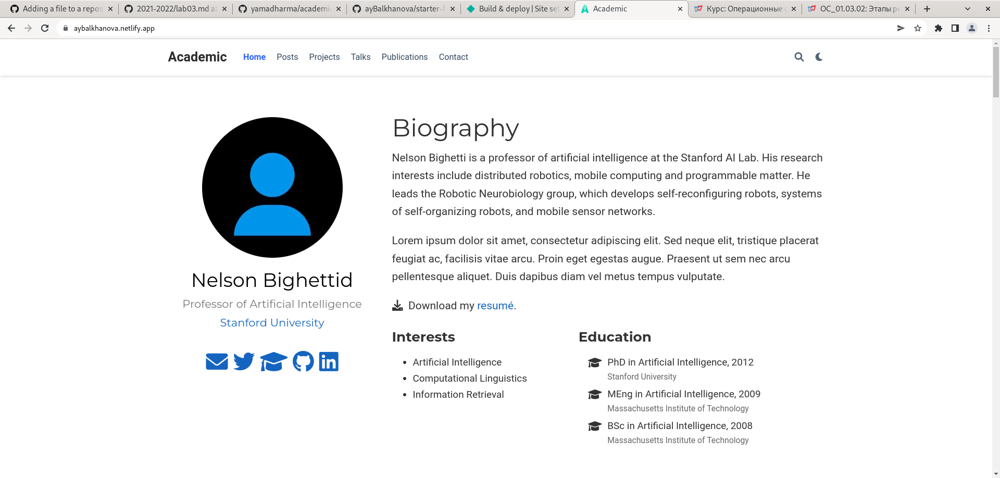 Adding a file to a repos
2021-2022/lab03.md at
yamadharma/academic
ayBalkhanova/starter-h
Build & deploy | Site set
Academic
Курс: Операционные
ОС_01.03.02: Этапы ре
aybalkhanova.netlify.app
Academic Home Posts Projects Talks Publications Contact
Nelson Bighettid
Professor of Artificial Intelligence
Stanford University
Biography
Nelson Bighetti is a professor of artificial intelligence at the Stanford AI Lab. His research
interests include distributed robotics, mobile computing and programmable matter. He
leads the Robotic Neurobiology group, which develops self-reconfiguring robots, systems
of self-organizing robots, and mobile sensor networks.
Lorem ipsum dolor sit amet, consectetur adipiscing elit. Sed neque elit, tristique placerat
feugiat ac, facilisis vitae arcu. Proin eget egestas augue. Praesent ut sem nec arcu
pellentesque aliquet. Duis dapibus diam vel metus tempus vulputate.
Download my resumé.
Interests
Artificial Intelligence
Computational Linguistics
Information Retrieval
Education
PhD in Artificial Intelligence, 2012
Stanford University
MEng in Artificial Intelligence, 2009
Massachusetts Institute of Technology
BSc in Artificial Intelligence, 2008
Massachusetts Institute of Technology